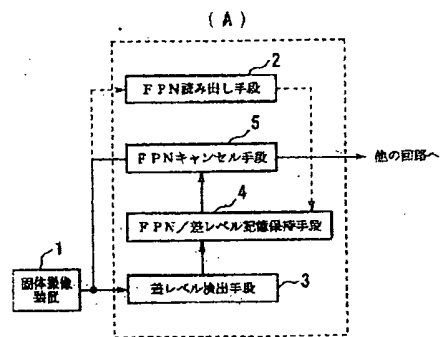 (A)
2
FPN読み出し手段
5
FPNキャンセル手段
他の回路へ
4
FPN/差レベル記憶保持手段
1
固体撮像
装置
差レベル検出手段
3